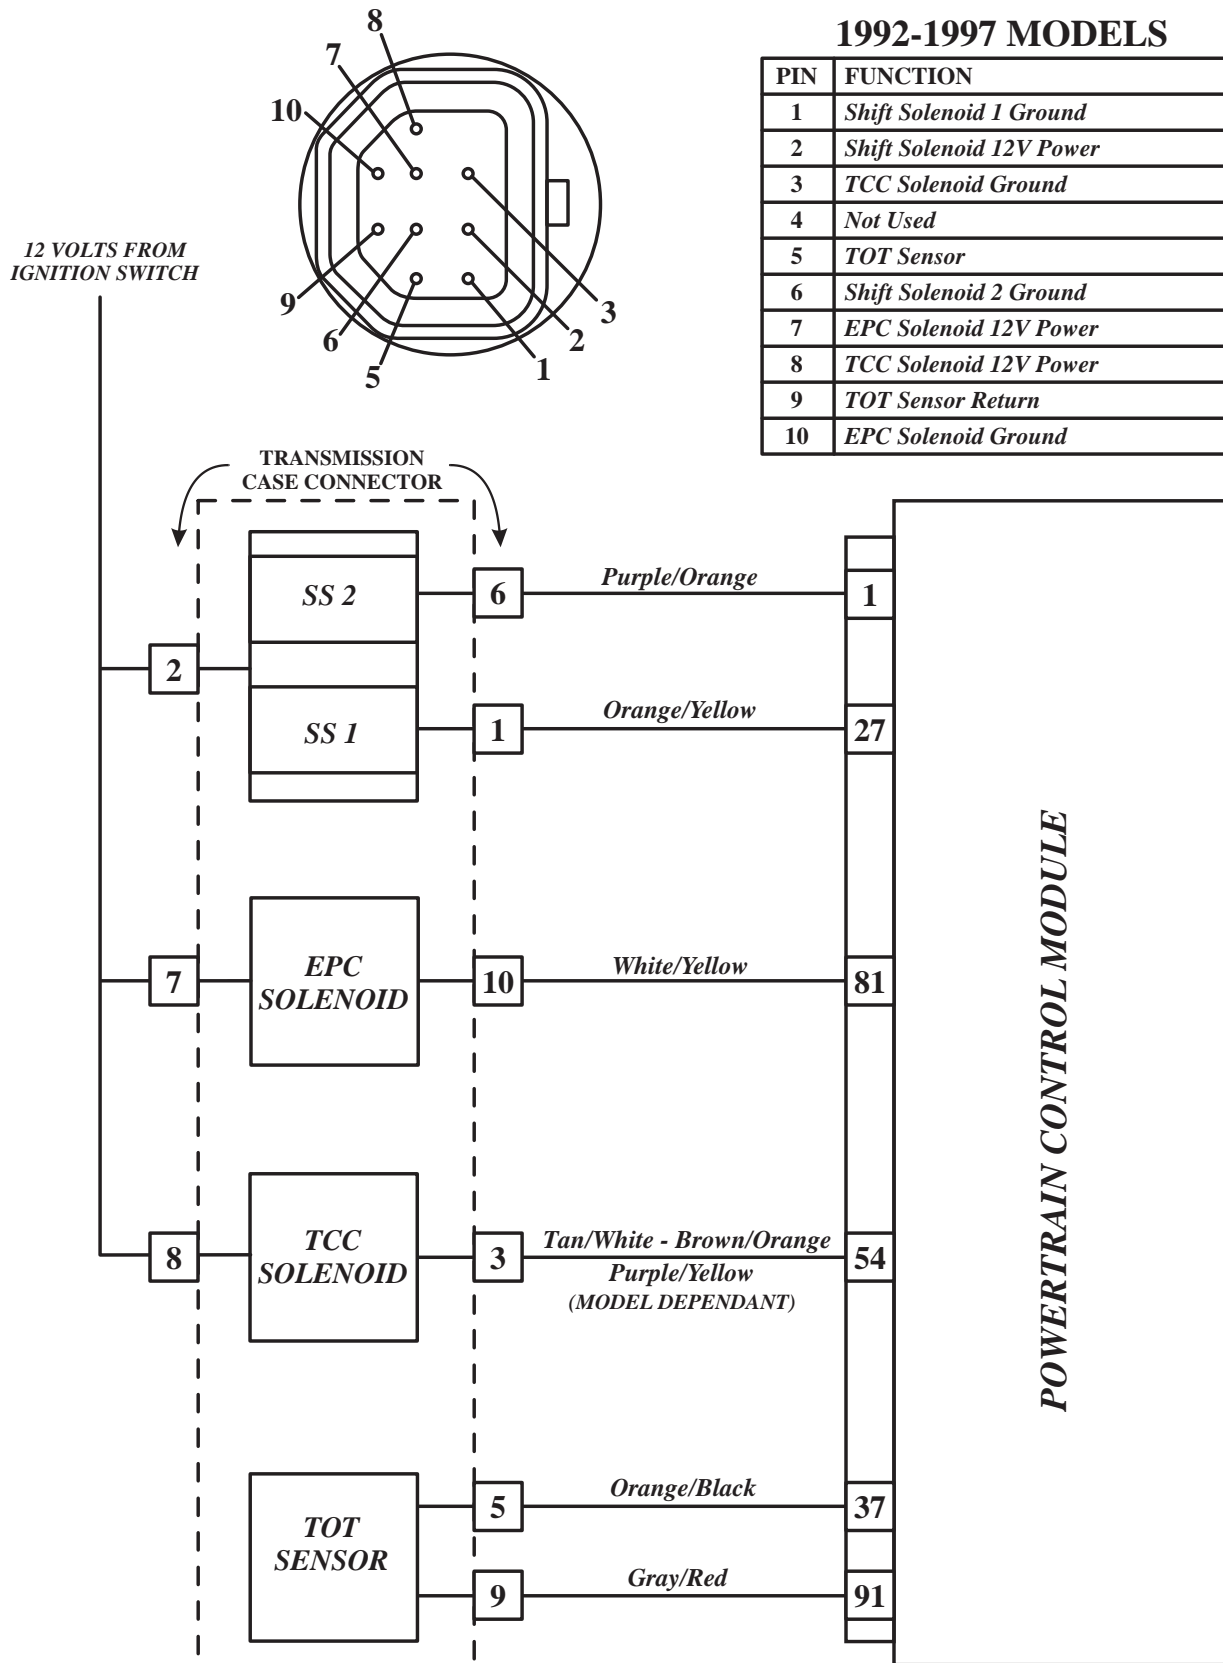 1992-1997 MODELS
PIN FUNCTION
1 Shift Solenoid 1 Ground
2 Shift Solenoid 12V Power
3 TCC Solenoid Ground
4 Not Used
5 TOT Sensor
6 Shift Solenoid 2 Ground
7 EPC Solenoid 12V Power
8 TCC Solenoid 12V Power
9 TOT Sensor Return
10 EPC Solenoid Ground
8
7
10
9
6
5
3
2
1
12 VOLTS FROM
IGNITION SWITCH
TRANSMISSION
CASE CONNECTOR
SS 2
6
Purple/Orange
1
2
SS 1
1
Orange/Yellow
27
7
EPC
SOLENOID
10
White/Yellow
81
8
TCC
SOLENOID
3
Tan/White - Brown/Orange
Purple/Yellow
(MODEL DEPENDANT)
54
TOT
SENSOR
5
Orange/Black
37
9
Gray/Red
91
POWERTRAIN CONTROL MODULE